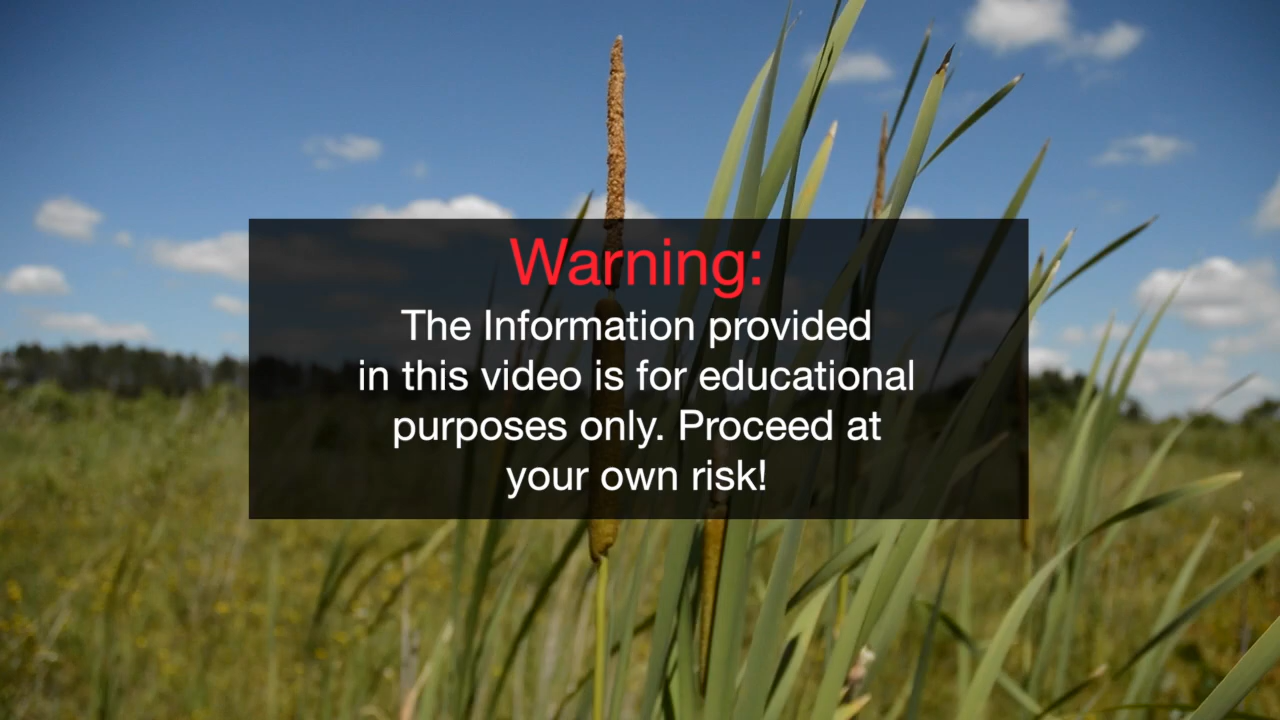 Warning:
The Information provided
in this video is for educational
purposes only. Proceed at
your own risk!